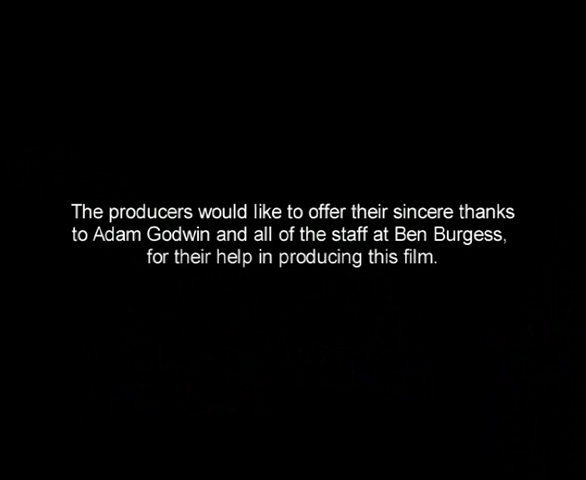 The producers would like to offer their sincere thanks
to Adam Godwin and all of the staff at Ben Burgess,
for their help in producing this film.